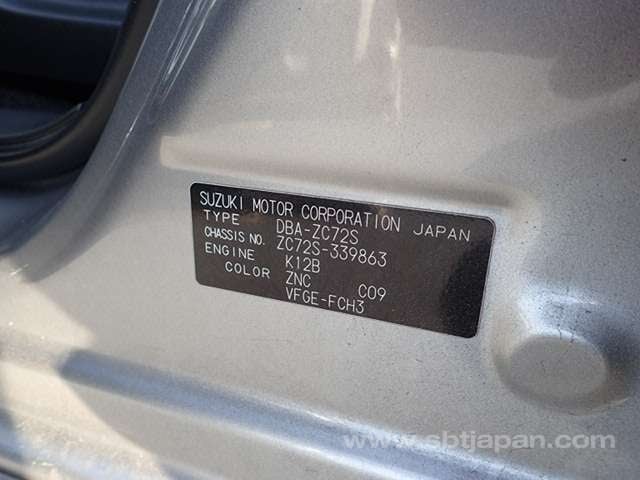 SUZUKI MOTOR CORPORATION JAPAN
TYPE DBA-ZC72S
CHASSIS NO. ZC72S-339863
ENGINE K12B
COLOR ZNC C09
VFGE-FCH3
www.sbtjapan.com